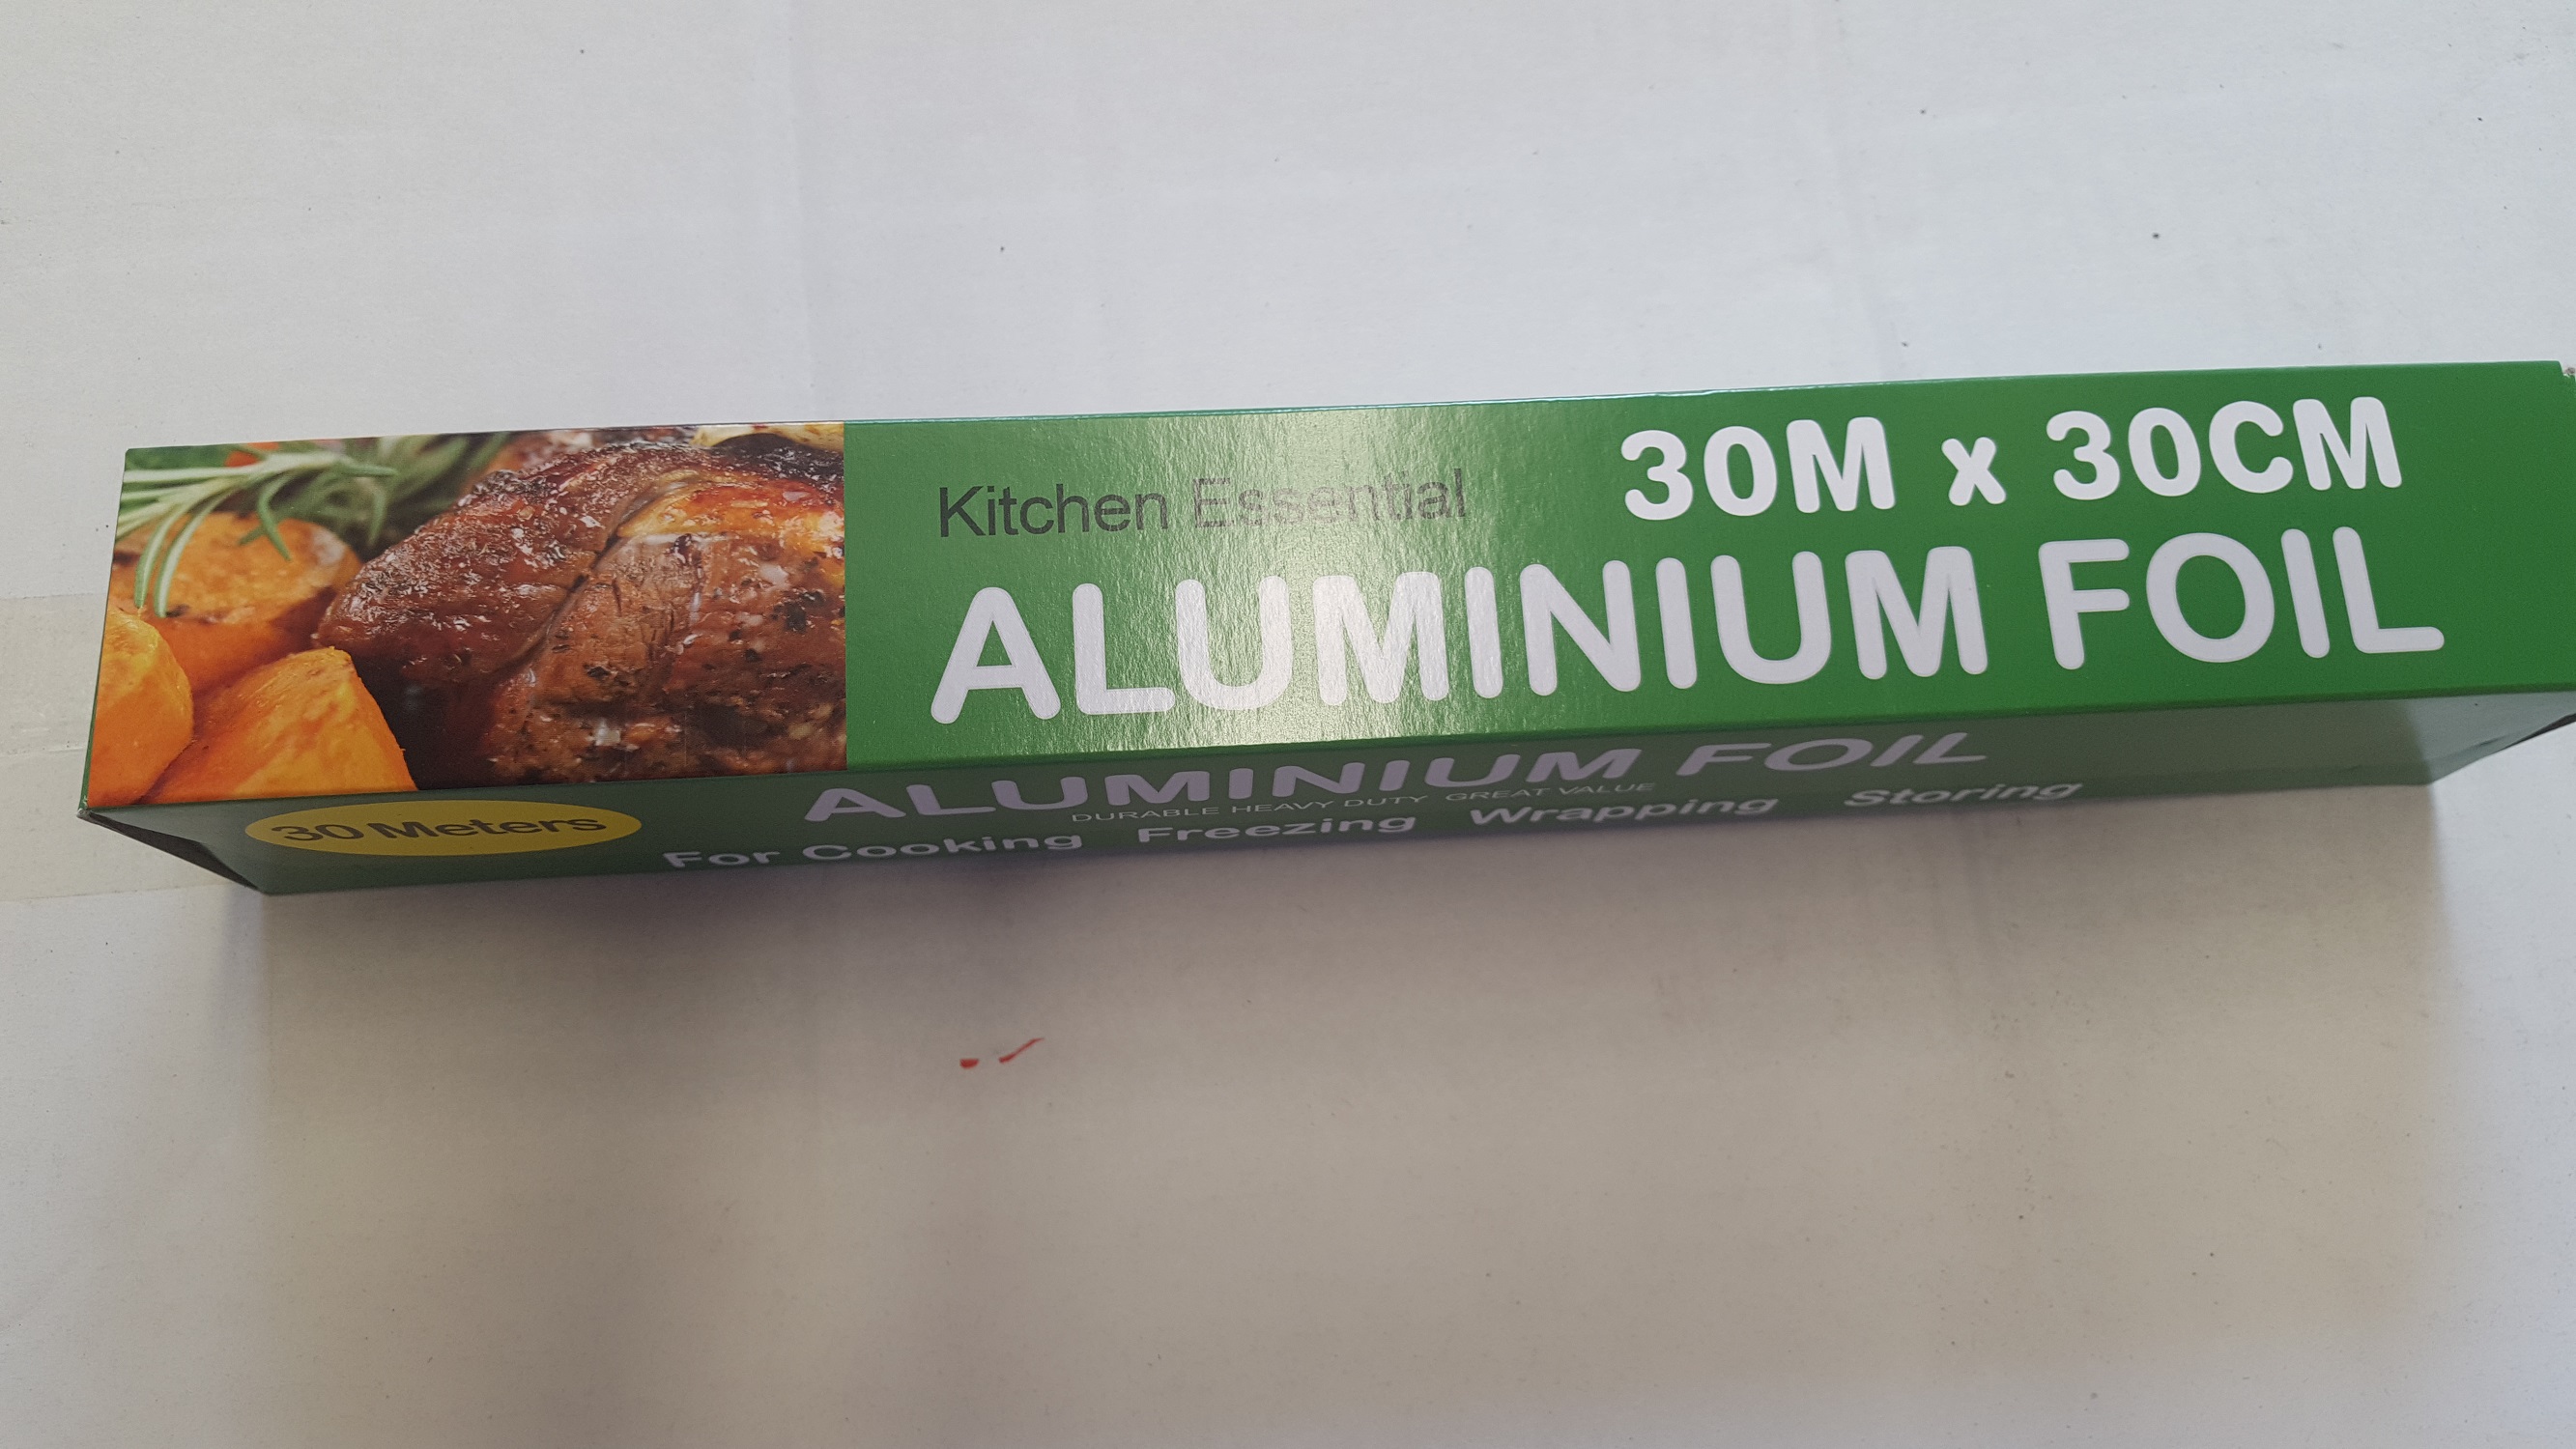 Kitchen Essential
30M x 30CM
ALUMINIUM FOIL
30 Meters
ALUMINIUM FOIL
DURABLE HEAVY DUTY GREAT VALUE
For Cooking Freezing Wrapping Storing